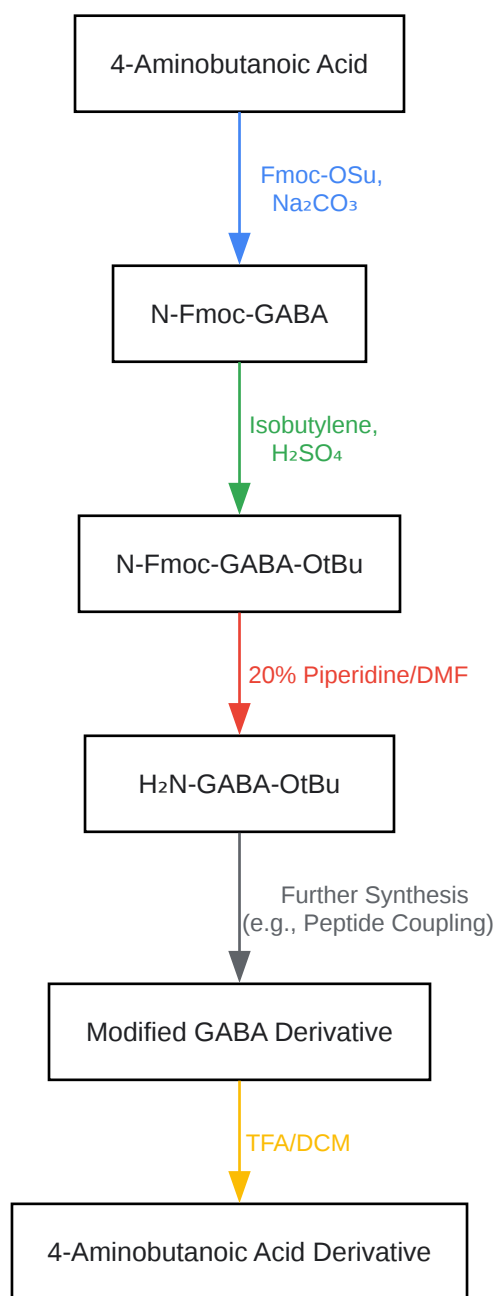 4-Aminobutanoic Acid
Fmoc-OSu,
Na₂CO₃
N-Fmoc-GABA
Isobutylene,
H₂SO₄
N-Fmoc-GABA-OtBu
20% Piperidine/DMF
H₂N-GABA-OtBu
Further Synthesis
(e.g., Peptide Coupling)
Modified GABA Derivative
TFA/DCM
4-Aminobutanoic Acid Derivative